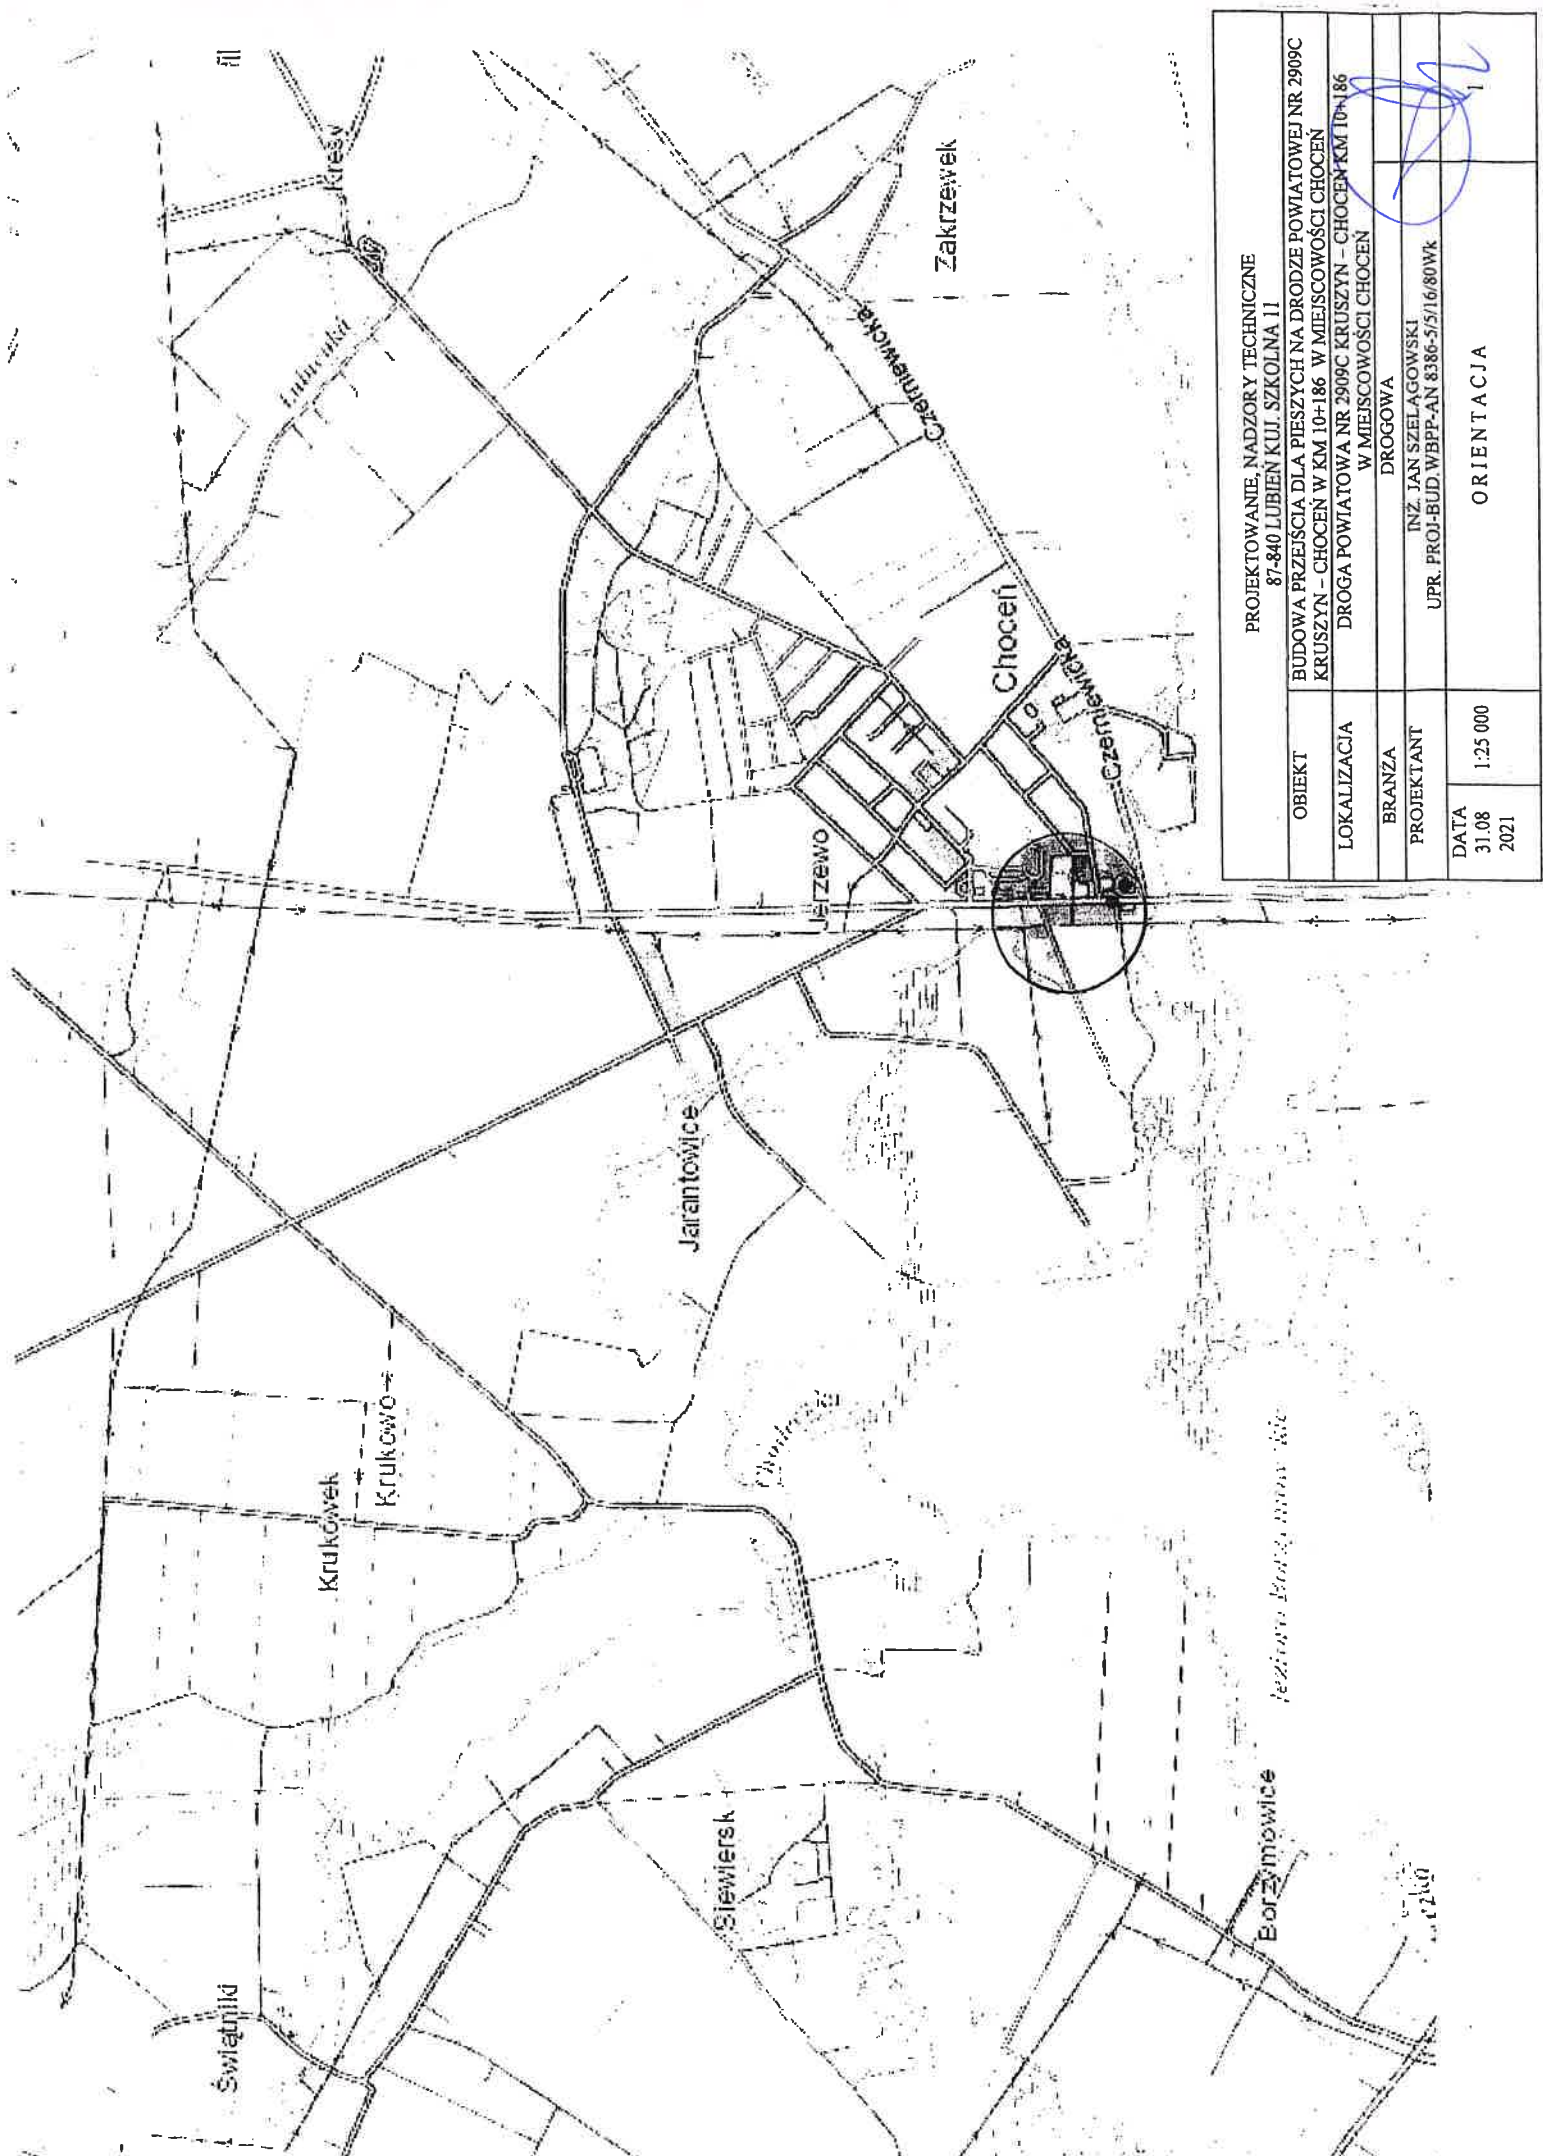 Świątniki
Krukówek
Krukowo
Kresy
Siewiersk
Jarantowice
Jerzewo
Czerniewicka
Zakrzewek
Choceń
Czerniewicka
Borzymowice
PROJEKTOWANIE, NADZORY TECHNICZNE
87-840 LUBIEŃ KUJ. SZKOLNA 11
OBIEKT
BUDOWA PRZEJŚCIA DLA PIESZYCH NA DRODZE POWIATOWEJ NR 2909C
KRUSZYN – CHOCEŃ W KM 10+186 W MIEJSCOWOŚCI CHOCEŃ
LOKALIZACJA
DROGA POWIATOWA NR 2909C KRUSZYN – CHOCEŃ KM 10+186
W MIEJSCOWOŚCI CHOCEŃ
BRANŻA
DROGOWA
PROJEKTANT
INŻ. JAN SZELĄGOWSKI
UPR. PROJ-BUD. WBPP-AN 8386-5/5/16/80Wk
DATA
31.08
2021
1:25 000
ORIENTACJA
1